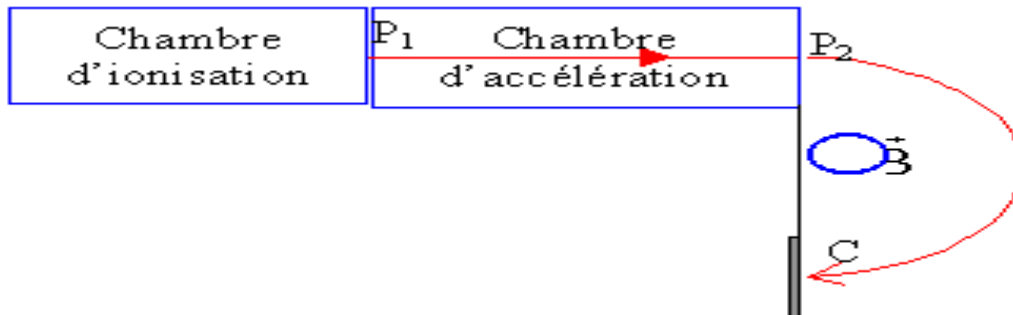 Chambre
d'ionisation
P₁
Chambre
d'accélération
P₂
B⃗
C